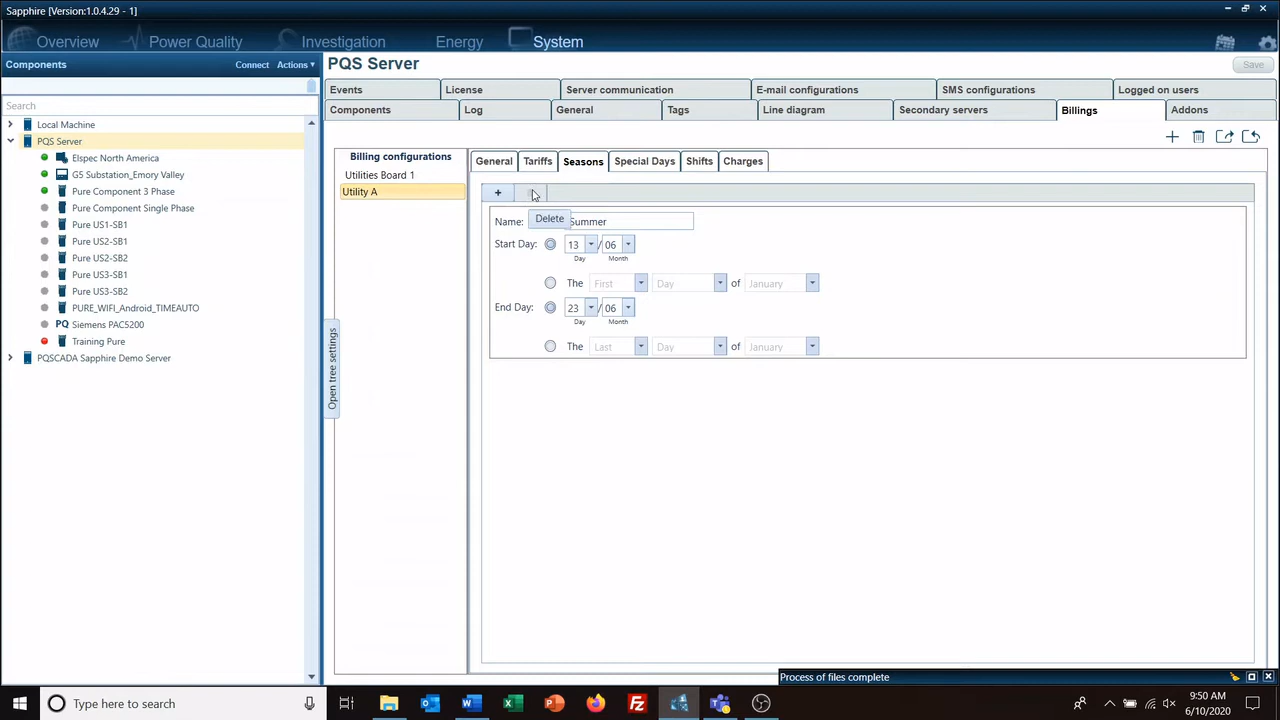 Sapphire (Version:1.0.4.29 - 1)
Overview Power Quality Investigation Energy System
Components Connect Actions
PQS Server Save
Events License Server communication E-mail configurations SMS configurations Logged on users
Components Log General Tags Line diagram Secondary servers Billings Addons
Search
Local Machine
PQS Server
Elspec North America
G5 Substation_Emory Valley
Pure Component 3 Phase
Pure Component Single Phase
Pure US1-SB1
Pure US2-SB1
Pure US2-SB2
Pure US3-SB1
Pure US3-SB2
PURE_WIFI_Android_TIMEAUTO
PQ Siemens PAC5200
Training Pure
PQSCADA Sapphire Demo Server
Open tree settings
Billing configurations
Utilities Board 1
Utility A
General Tariffs Seasons Special Days Shifts Charges
+
Delete
Name: Summer
Start Day: 13 / 06
Day Month
The First Day of January
End Day: 23 / 06
Day Month
The Last Day of January
Process of files complete
Type here to search
9:50 AM
6/10/2020